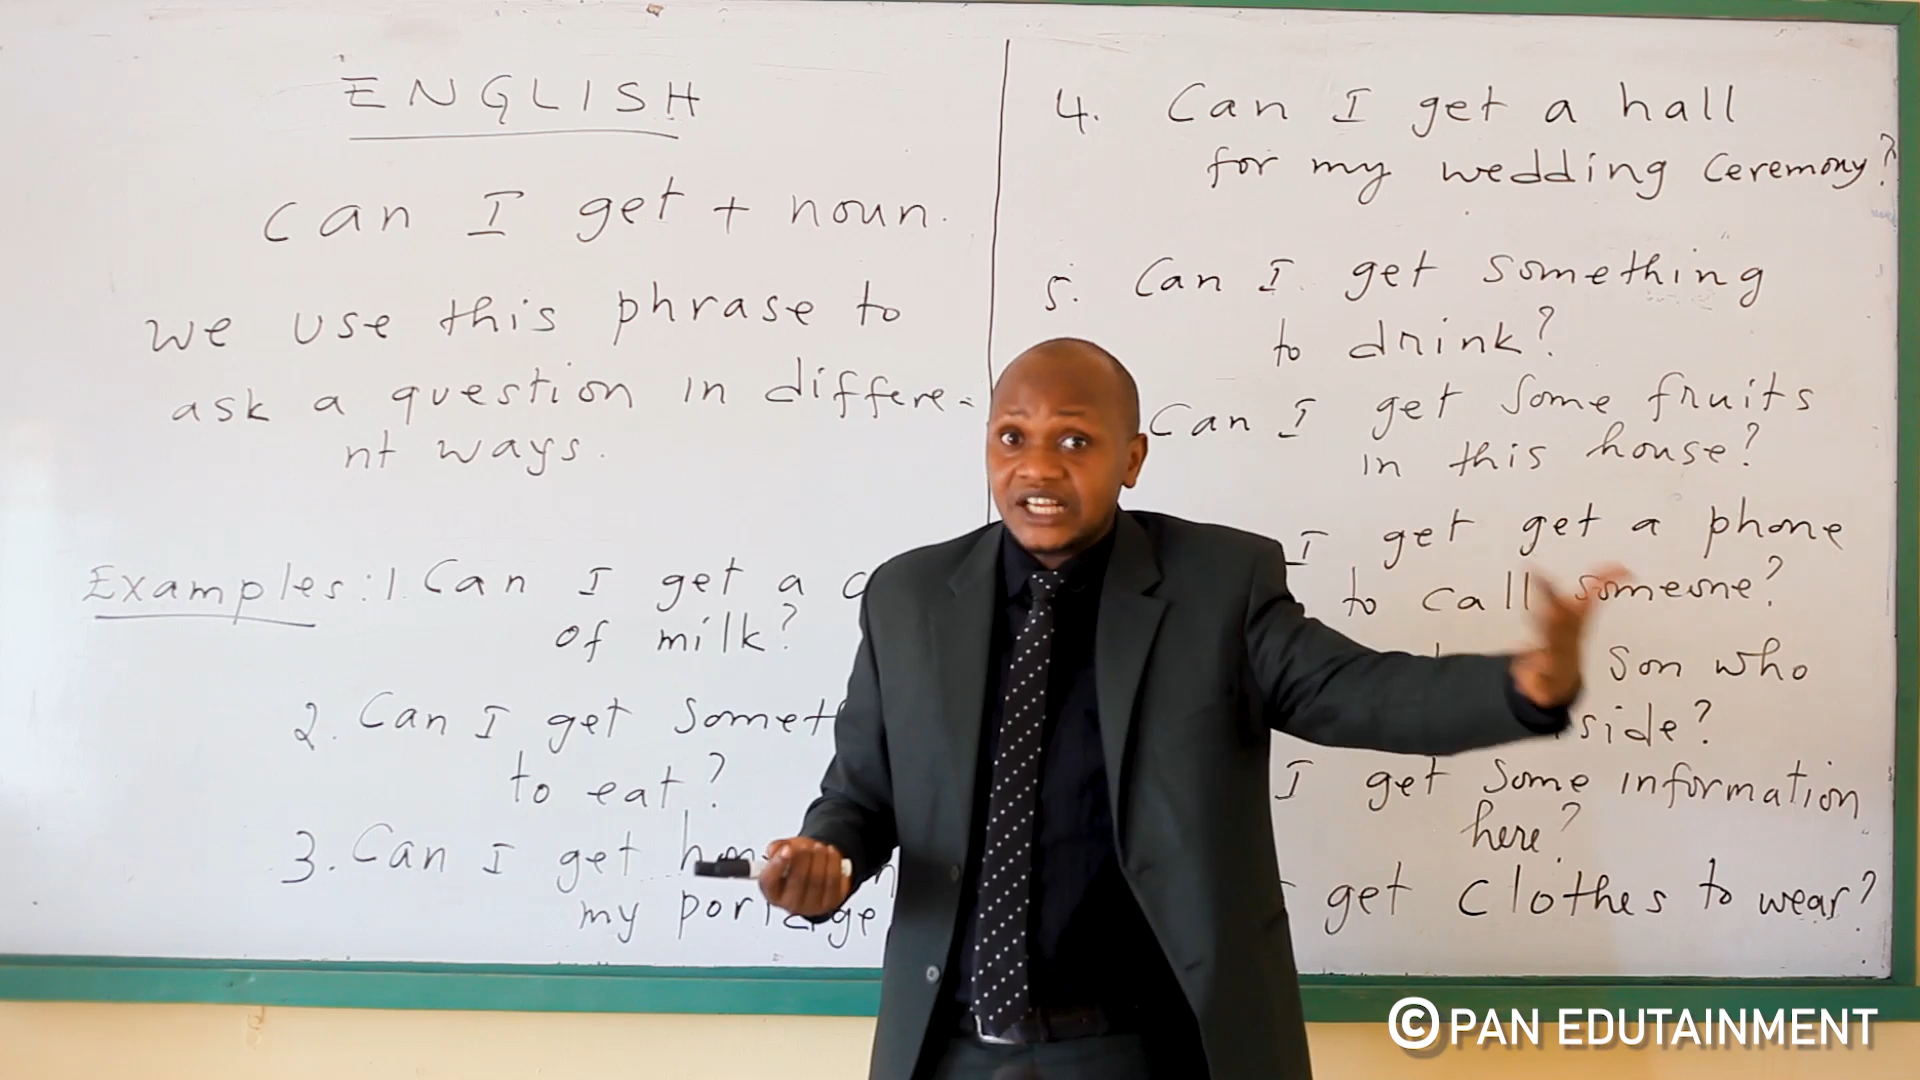 ENGLISH
Can I get + noun.
We use this phrase to
ask a question in differe-
nt ways.
Examples: 1. Can I get a
of milk?
2. Can I get
to eat?
3. Can I get
my
4. Can I get a hall
for my wedding ceremony?
5. Can I get something
to drink?
Can I get some fruits
in this house?
I get get a phone
to call someone?
son who
side?
I get some information
here?
get clothes to wear?
© PAN EDUTAINMENT